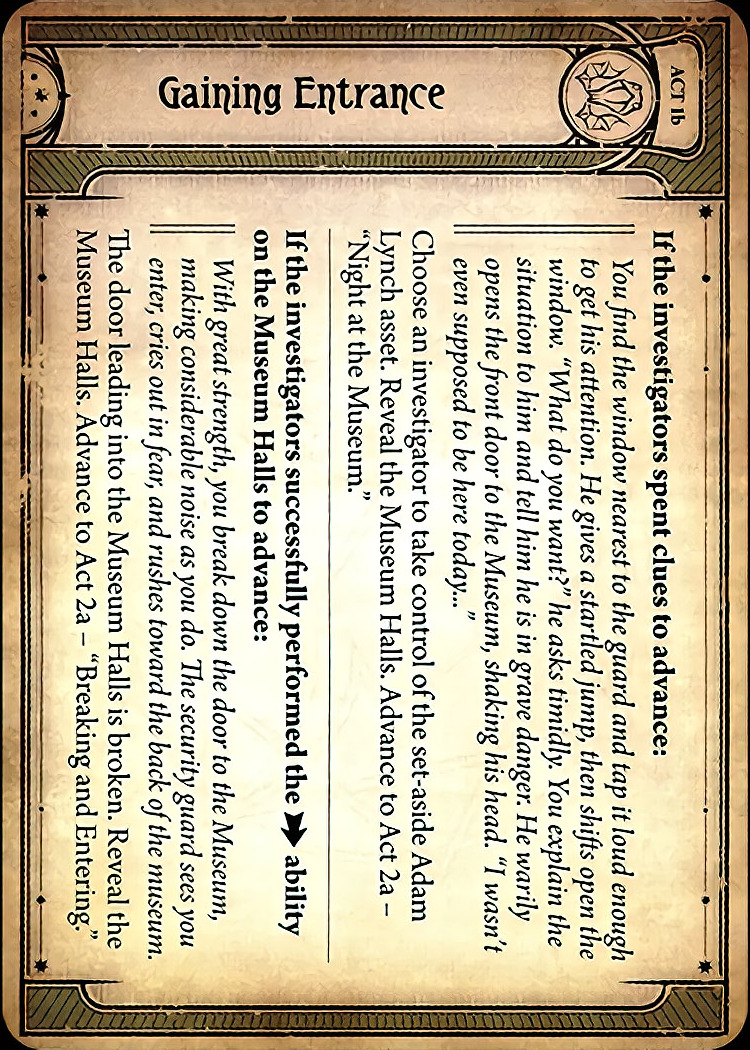 ACT 1b
Gaining Entrance
If the investigators spent clues to advance:
You find the window nearest to the guard and tap it loud enough
to get his attention. He gives a startled jump, then shifts open the
window. “What do you want?” he asks timidly. You explain the
situation to him and tell him he is in grave danger. He warily
opens the front door to the Museum, shaking his head. “I wasn’t
even supposed to be here today...”
Choose an investigator to take control of the set-aside Adam
Lynch asset. Reveal the Museum Halls. Advance to Act 2a –
“Night at the Museum.”
If the investigators successfully performed the ability
on the Museum Halls to advance:
With great strength, you break down the door to the Museum,
making considerable noise as you do. The security guard sees you
enter, cries out in fear, and rushes toward the back of the museum.
The door leading into the Museum Halls is broken. Reveal the
Museum Halls. Advance to Act 2a – “Breaking and Entering.”